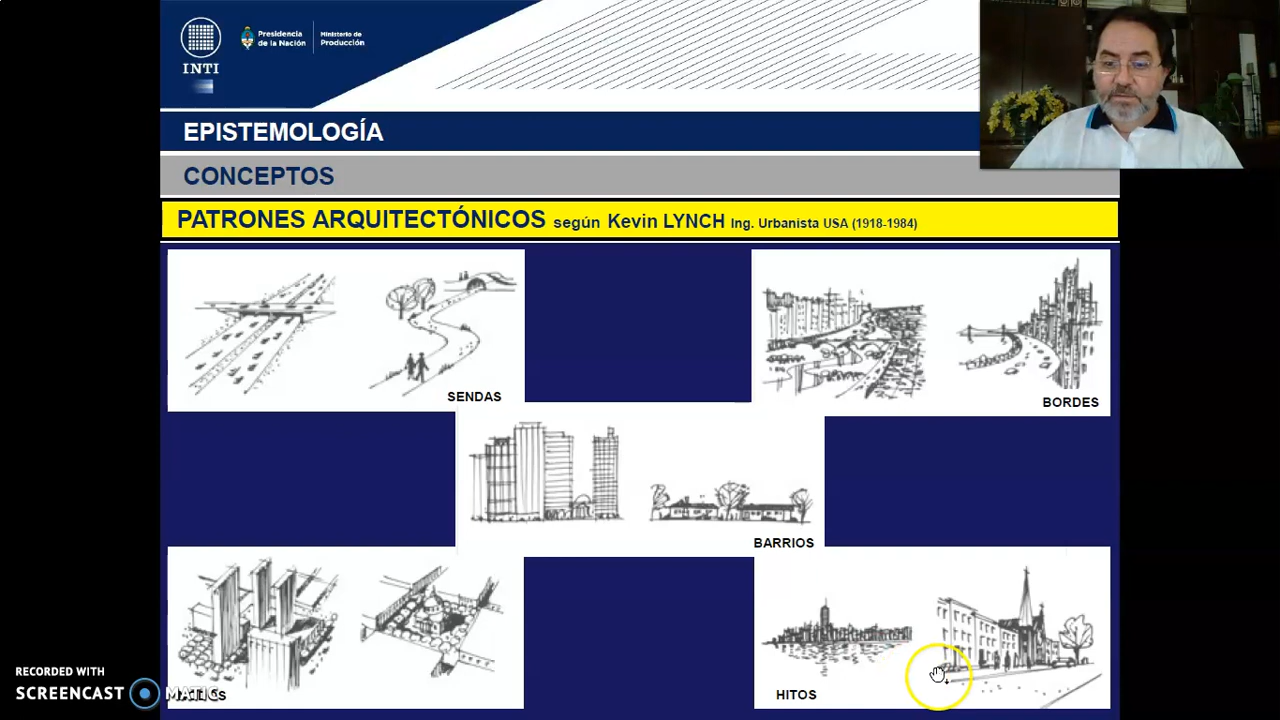 INTI
Presidencia
de la Nación
Ministerio de
Producción
EPISTEMOLOGÍA
CONCEPTOS
PATRONES ARQUITECTÓNICOS según Kevin LYNCH Ing. Urbanista USA (1918-1984)
SENDAS
BORDES
BARRIOS
HITOS
RECORDED WITH
SCREENCAST MATIC